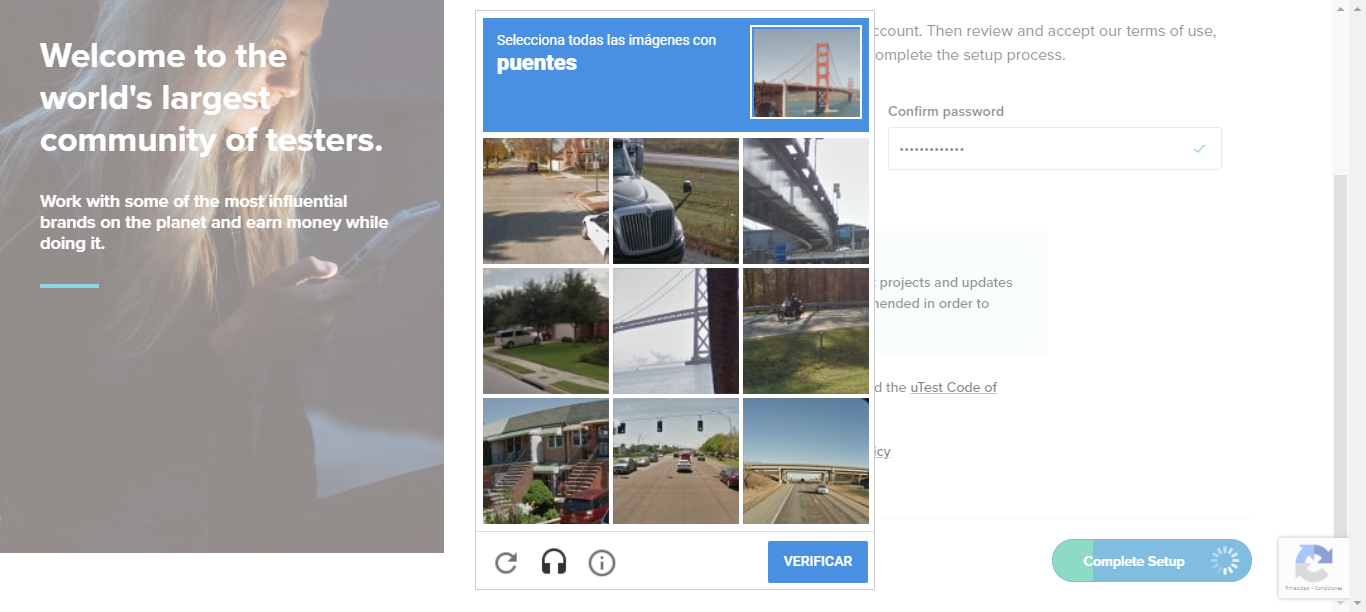 Welcome to the
world's largest
community of testers.
Work with some of the most influential
brands on the planet and earn money while
doing it.
Selecciona todas las imágenes con
puentes
VERIFICAR
ccount. Then review and accept our terms of use,
omplete the setup process.
Confirm password
•••••••••••••
projects and updates
nended in order to
d the uTest Code of
icy
Complete Setup
Privacidad - Condiciones